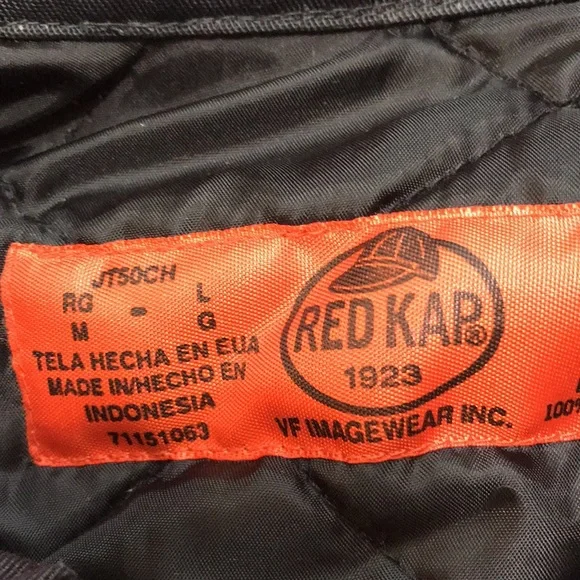 JT50CH
RG - L
M G
TELA HECHA EN EUA
MADE IN/HECHO EN
INDONESIA
71151063
RED KAP®
1923
VF IMAGEWEAR INC.
100%